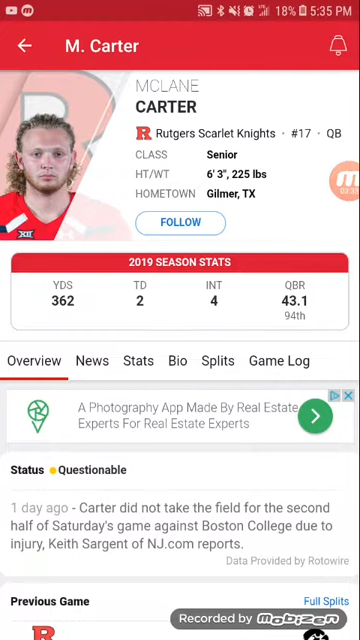 18% 5:35 PM
M. Carter
MCLANE
CARTER
R Rutgers Scarlet Knights • #17 • QB
CLASS Senior
HT/WT 6' 3", 225 lbs
HOMETOWN Gilmer, TX
FOLLOW
XII
2019 SEASON STATS
YDS TD INT QBR
362 2 4 43.1
94th
Overview News Stats Bio Splits Game Log
A Photography App Made By Real Estate
Experts For Real Estate Experts
Status Questionable
1 day ago - Carter did not take the field for the second
half of Saturday's game against Boston College due to
injury, Keith Sargent of NJ.com reports.
Data Provided by Rotowire
Previous Game Full Splits
R
Recorded by Mobizen